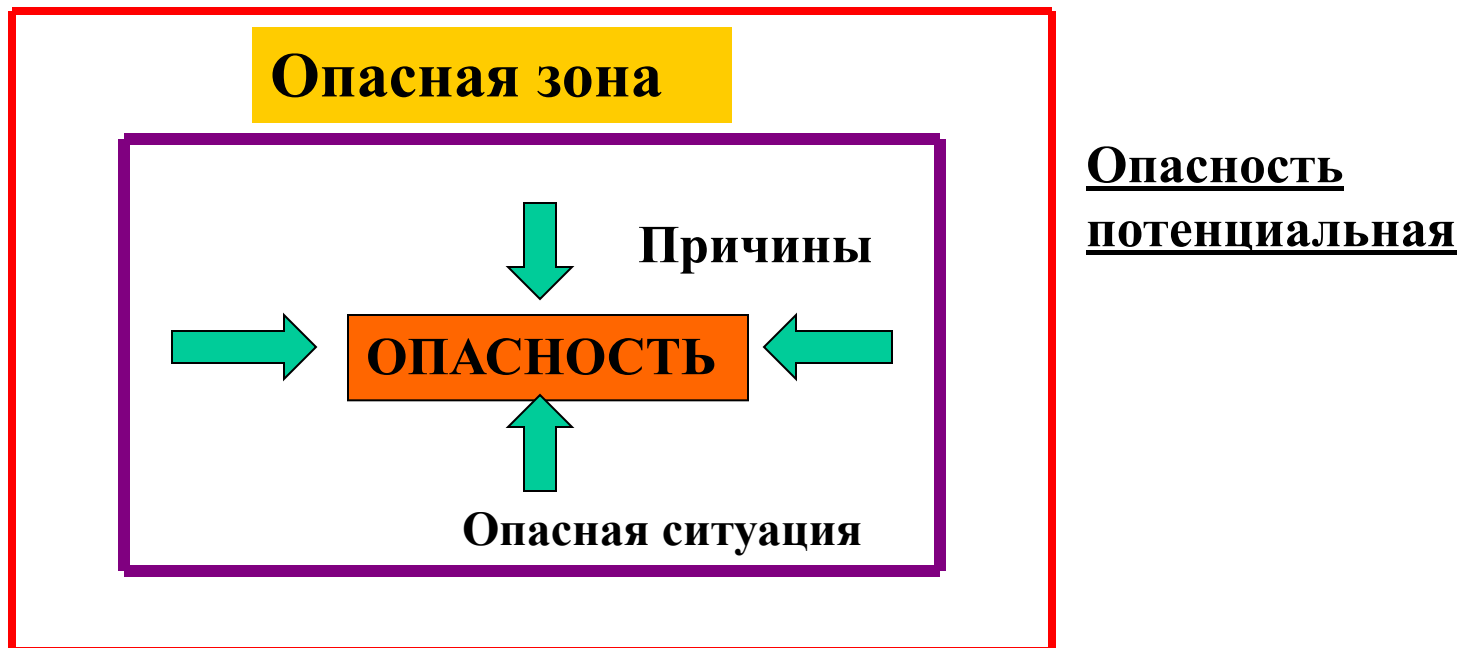 Опасная зона
Опасность
потенциальная
Причины
ОПАСНОСТЬ
Опасная ситуация